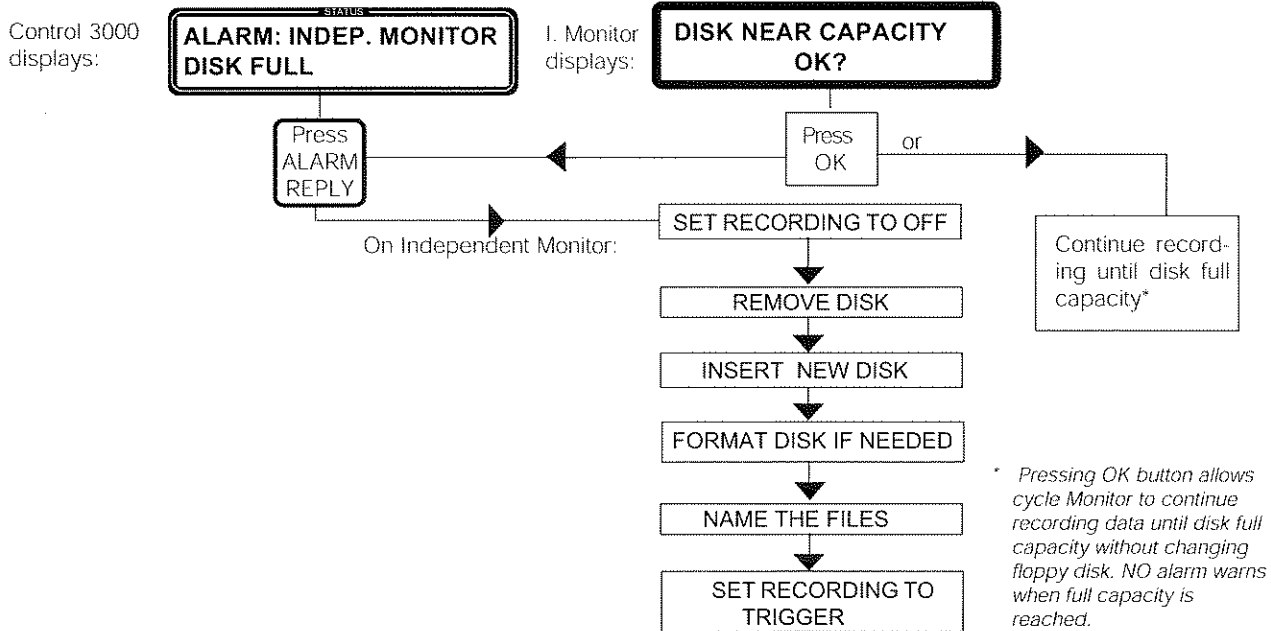 Control 3000
displays:
STATUS
ALARM: INDEP. MONITOR
DISK FULL
I. Monitor
displays:
DISK NEAR CAPACITY
OK?
Press
ALARM
REPLY
Press
OK
or
On Independent Monitor:
SET RECORDING TO OFF
REMOVE DISK
INSERT NEW DISK
FORMAT DISK IF NEEDED
NAME THE FILES
SET RECORDING TO
TRIGGER
Continue record-
ing until disk full
capacity*
* Pressing OK button allows
cycle Monitor to continue
recording data until disk full
capacity without changing
floppy disk. NO alarm warns
when full capacity is
reached.